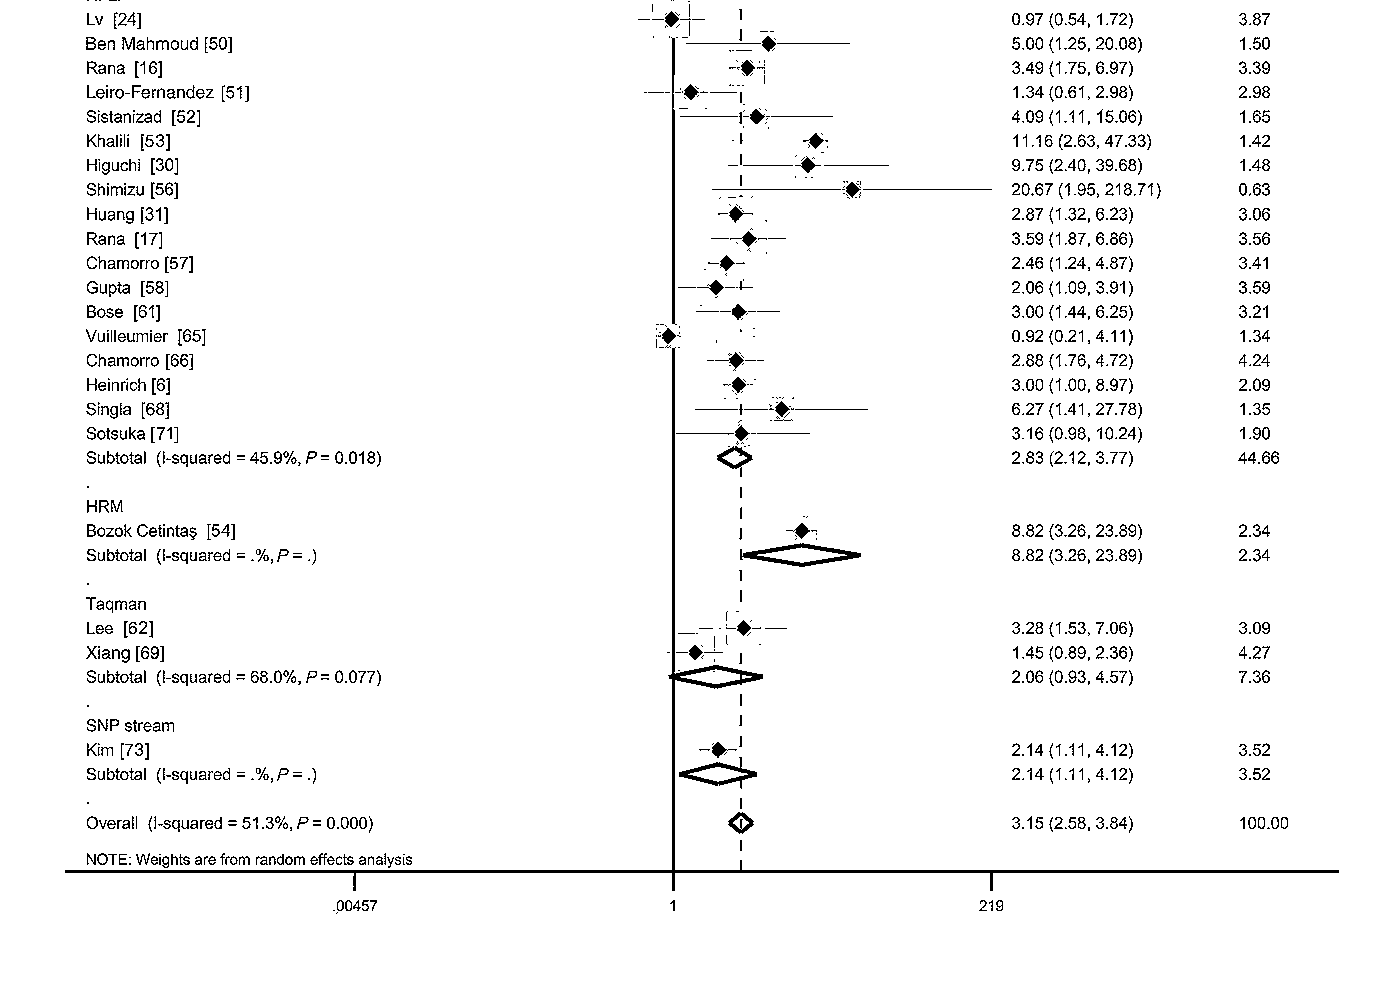 Lv [24] 0.97 (0.54, 1.72) 3.87
Ben Mahmoud [50] 5.00 (1.25, 20.08) 1.50
Rana [16] 3.49 (1.75, 6.97) 3.39
Leiro-Fernandez [51] 1.34 (0.61, 2.98) 2.98
Sistanizad [52] 4.09 (1.11, 15.06) 1.65
Khalili [53] 11.16 (2.63, 47.33) 1.42
Higuchi [30] 9.75 (2.40, 39.68) 1.48
Shimizu [56] 20.67 (1.95, 218.71) 0.63
Huang [31] 2.87 (1.32, 6.23) 3.06
Rana [17] 3.59 (1.87, 6.86) 3.56
Chamorro [57] 2.46 (1.24, 4.87) 3.41
Gupta [58] 2.06 (1.09, 3.91) 3.59
Bose [61] 3.00 (1.44, 6.25) 3.21
Vuilleumier [65] 0.92 (0.21, 4.11) 1.34
Chamorro [66] 2.88 (1.76, 4.72) 4.24
Heinrich [6] 3.00 (1.00, 8.97) 2.09
Singla [68] 6.27 (1.41, 27.78) 1.35
Sotsuka [71] 3.16 (0.98, 10.24) 1.90
Subtotal (I-squared = 45.9%, P = 0.018) 2.83 (2.12, 3.77) 44.66
.
HRM
Bozok Cetintaş [54] 8.82 (3.26, 23.89) 2.34
Subtotal (I-squared = .%, P = .) 8.82 (3.26, 23.89) 2.34
.
Taqman
Lee [62] 3.28 (1.53, 7.06) 3.09
Xiang [69] 1.45 (0.89, 2.36) 4.27
Subtotal (I-squared = 68.0%, P = 0.077) 2.06 (0.93, 4.57) 7.36
.
SNP stream
Kim [73] 2.14 (1.11, 4.12) 3.52
Subtotal (I-squared = .%, P = .) 2.14 (1.11, 4.12) 3.52
.
Overall (I-squared = 51.3%, P = 0.000) 3.15 (2.58, 3.84) 100.00
NOTE: Weights are from random effects analysis
.00457 1 219